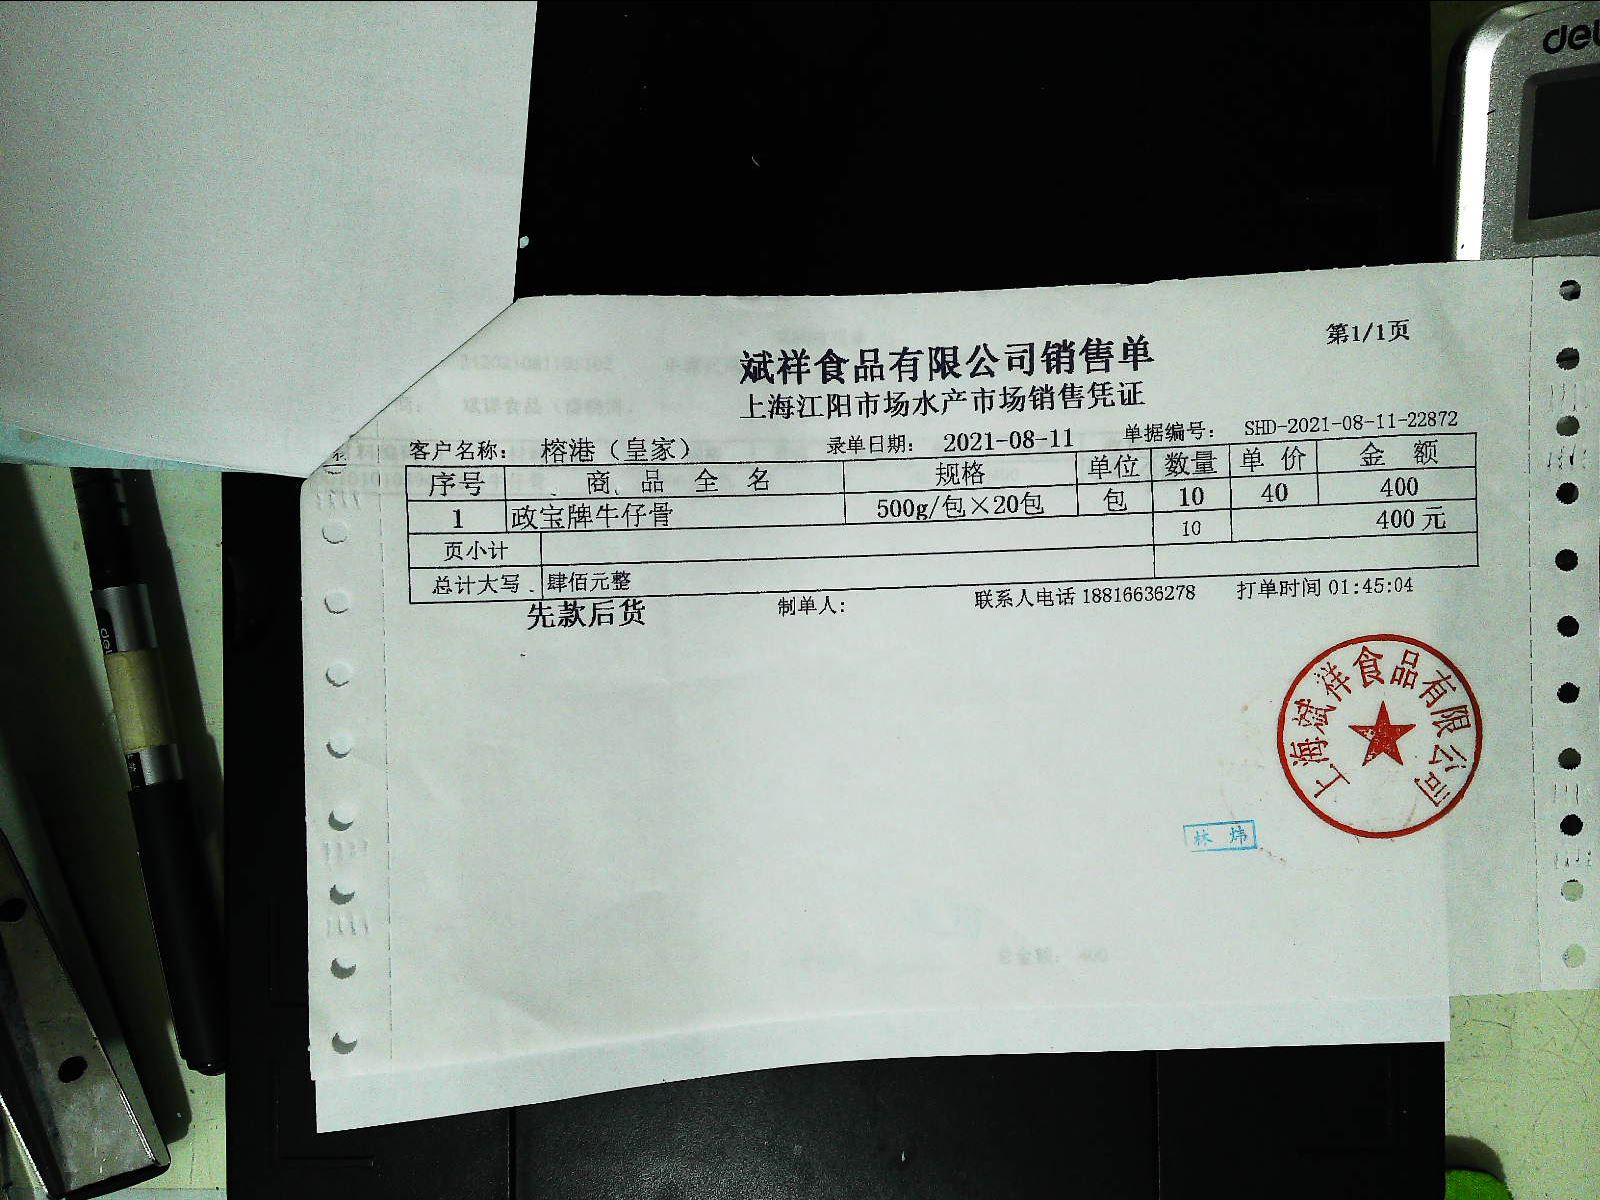 第1/1页
斌祥食品有限公司销售单
上海江阳市场水产市场销售凭证
客户名称: 榕港（皇家） 录单日期: 2021-08-11 单据编号: SHD-2021-08-11-22872
序号 商品全名 规格 单位 数量 单价 金额
1 政宝牌牛仔骨 500g/包×20包 包 10 40 400
页小计 10 400元
总计大写 肆佰元整
先款后货 制单人: 联系人电话 18816636278 打单时间 01:45:04
上海斌祥食品有限公司
林炜